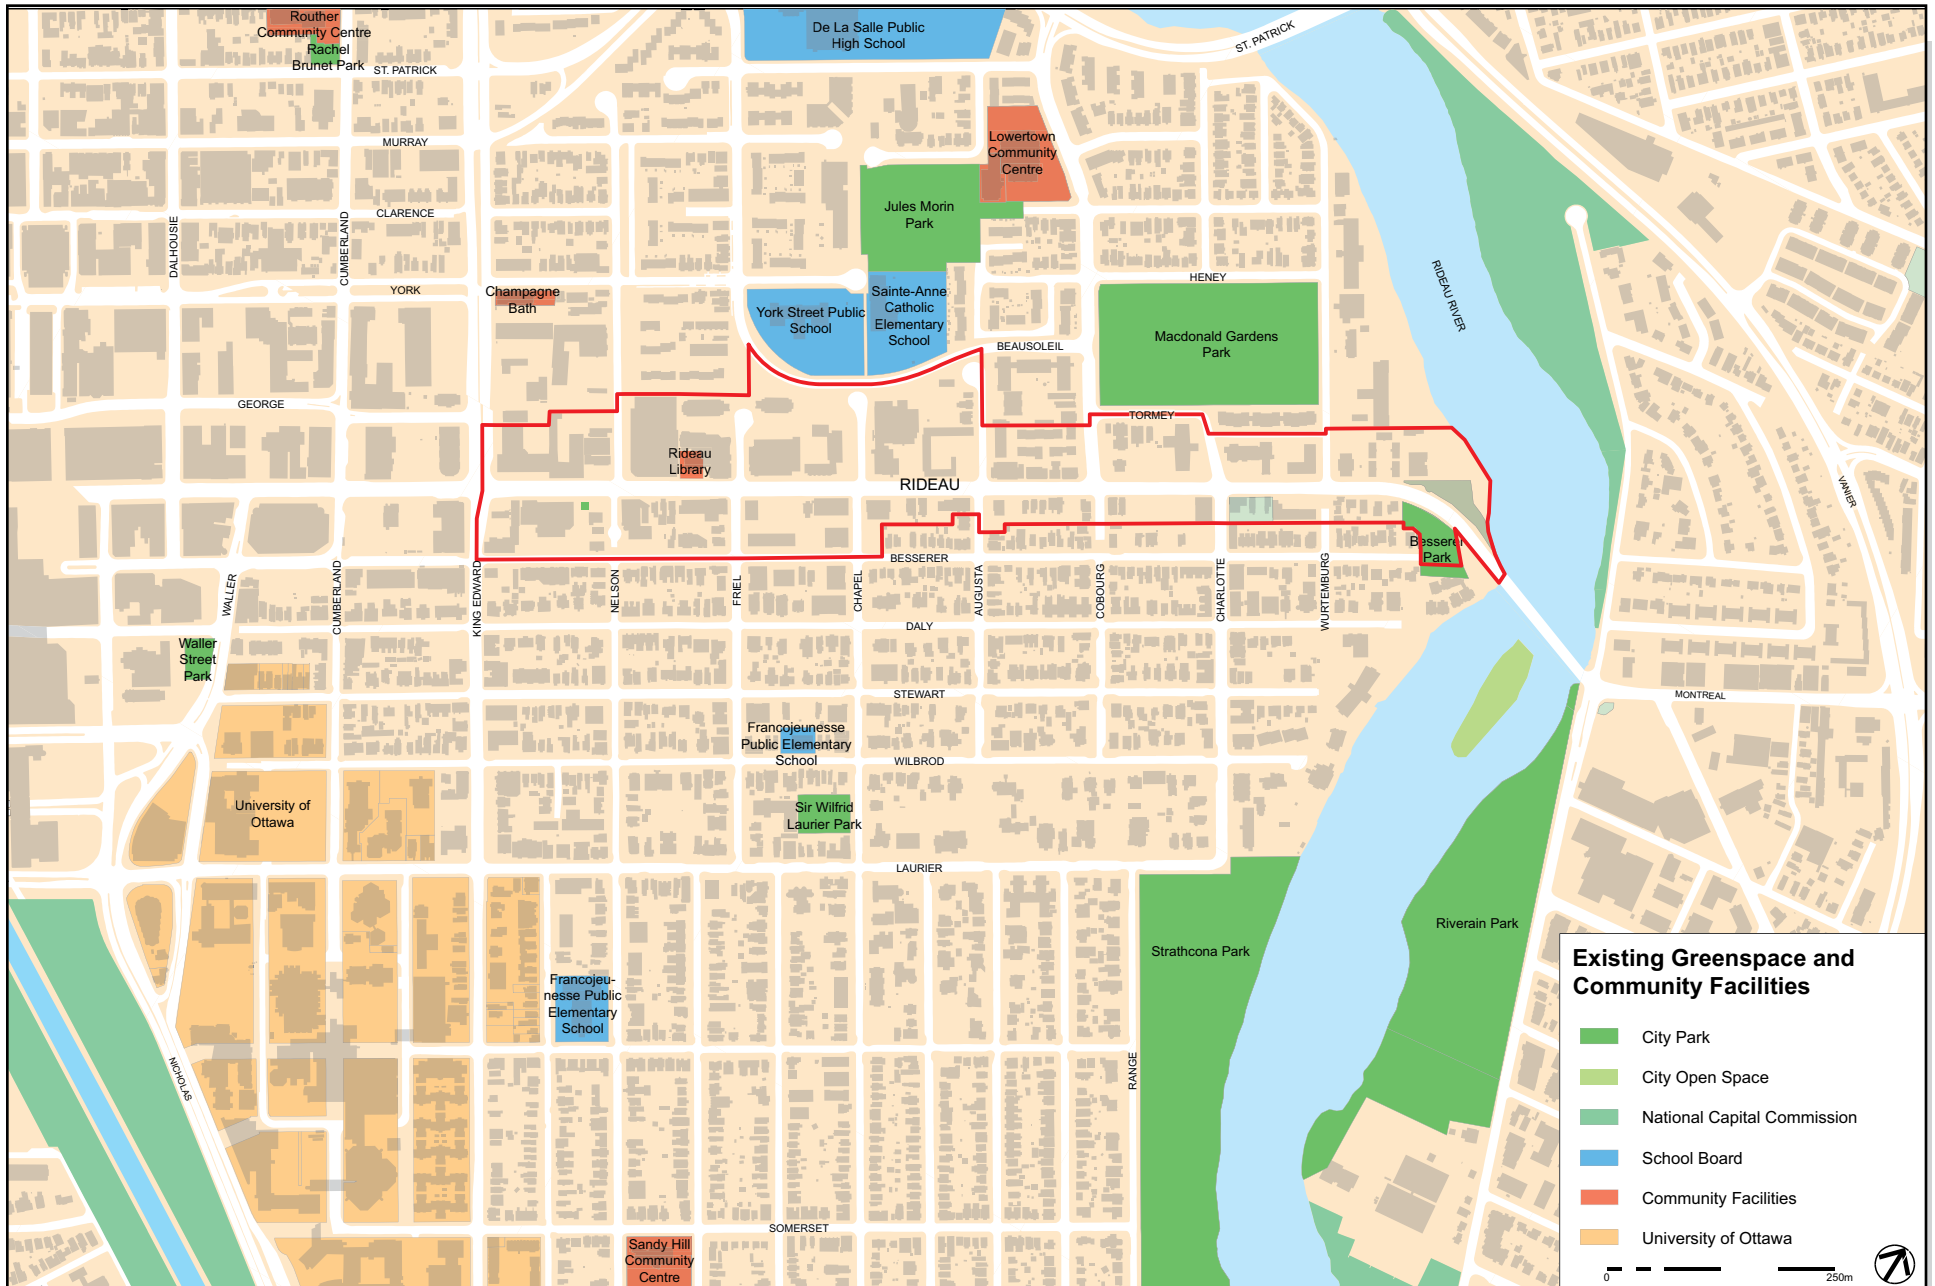 Routher
Community Centre
Rachel
Brunet Park
ST. PATRICK
De La Salle Public
High School
ST. PATRICK
MURRAY
Lowertown
Community
Centre
CLARENCE
Jules Morin
Park
DALHOUSIE
CUMBERLAND
YORK
HENEY
RIDEAU RIVER
Champagne
Bath
York Street Public
School
Sainte-Anne
Catholic
Elementary
School
BEAUSOLEIL
Macdonald Gardens
Park
GEORGE
TORMEY
Rideau
Library
RIDEAU
VANIER
Besserer
Park
BESSERER
WALLER
CUMBERLAND
KING EDWARD
NELSON
FRIEL
CHAPEL
AUGUSTA
COBOURG
CHARLOTTE
WURTEMBURG
DALY
Waller
Street
Park
STEWART
MONTREAL
Francojeunesse
Public Elementary
School
WILBROD
University of
Ottawa
Sir Wilfrid
Laurier Park
LAURIER
Strathcona Park
Riverain Park
Francojeu-
nesse Public
Elementary
School
NICHOLAS
RANGE
SOMERSET
Sandy Hill
Community
Centre
Existing Greenspace and
Community Facilities
City Park
City Open Space
National Capital Commission
School Board
Community Facilities
University of Ottawa
0 250m